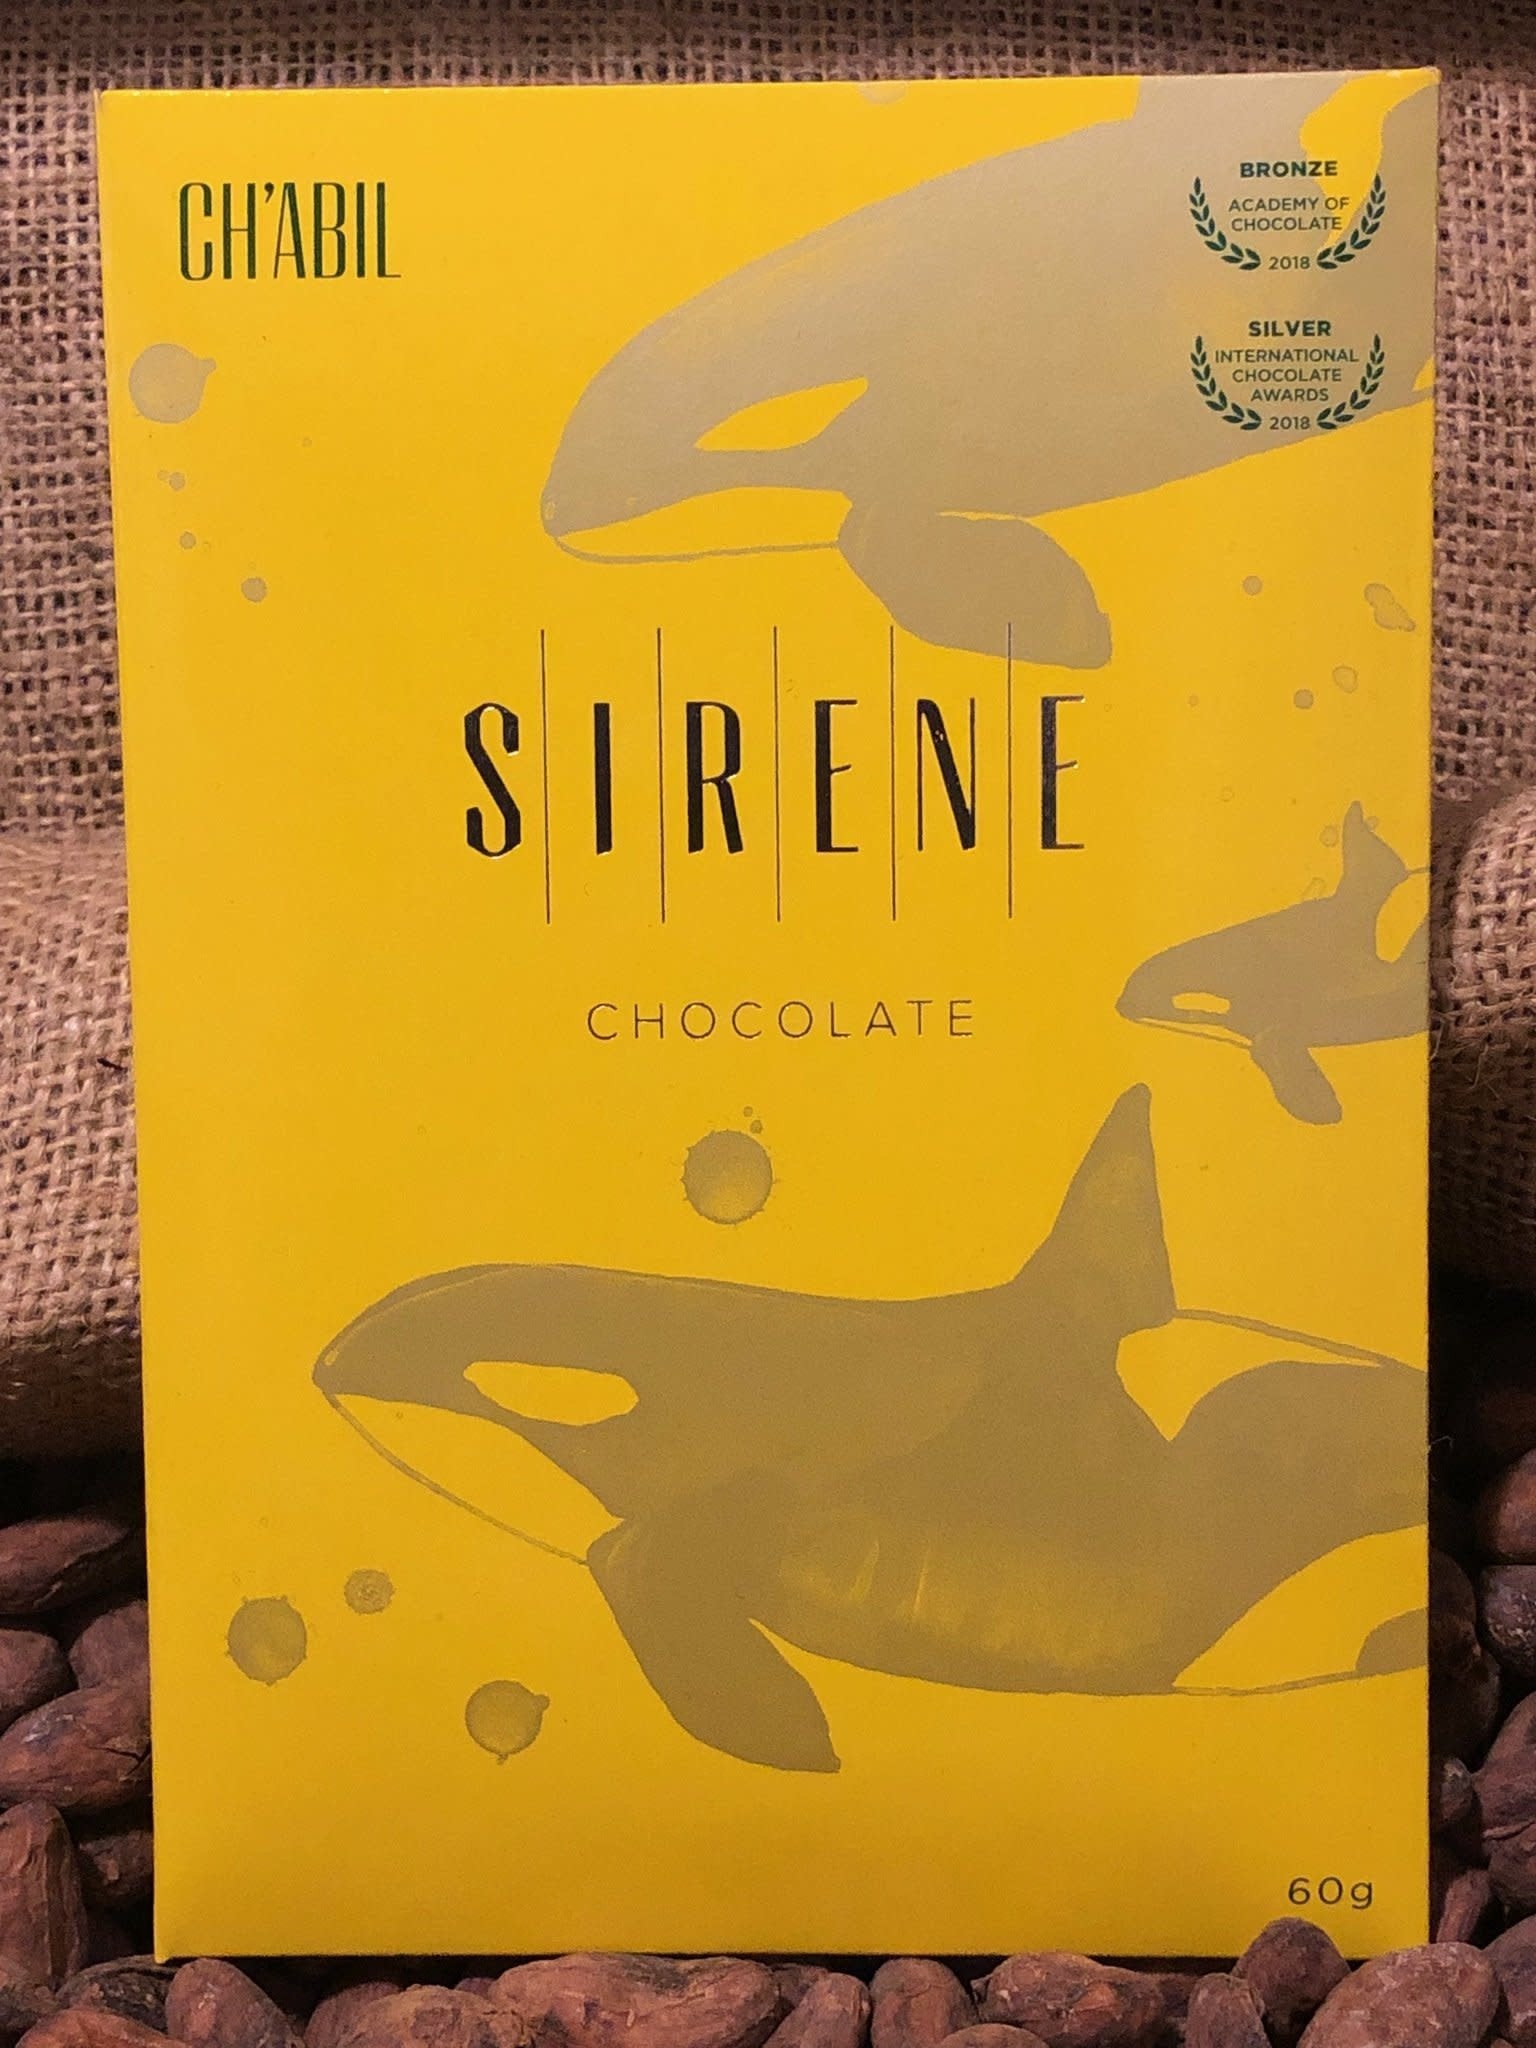 CH'ABIL
BRONZE
ACADEMY OF
CHOCOLATE
2018
SILVER
INTERNATIONAL
CHOCOLATE
AWARDS
2018
SIRENE
CHOCOLATE
60g